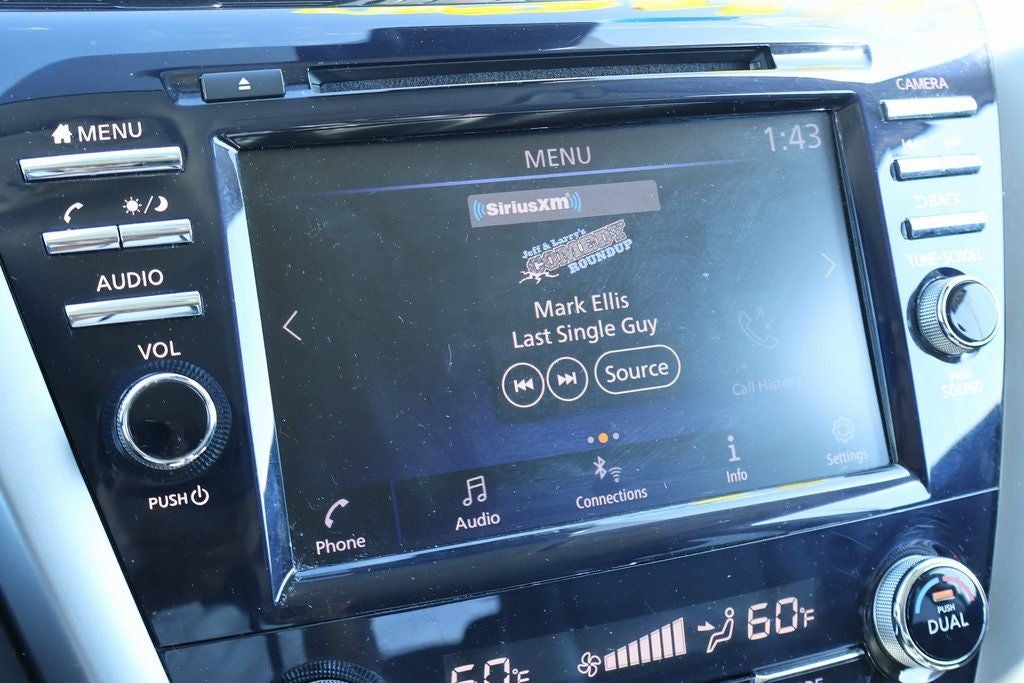 CAMERA
MENU
MENU
1:43
SiriusXM
BACK
Jeff & Larry's
COMEDY
ROUNDUP
TUNE·SCROLL
AUDIO
Mark Ellis
Last Single Guy
VOL
Source
Call History
PUSH
SOUND
PUSH
Phone
Audio
Connections
Info
Settings
60°F
60°F
PUSH
DUAL